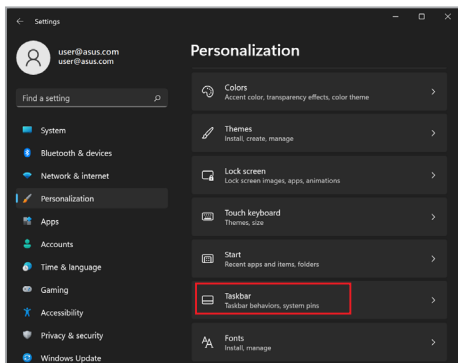 Settings
user@asus.com
user@asus.com
Find a setting
System
Bluetooth & devices
Network & internet
Personalization
Apps
Accounts
Time & language
Gaming
Accessibility
Privacy & security
Windows Update
Personalization
Colors
Accent color, transparency effects, color theme
Themes
Install, create, manage
Lock screen
Lock screen images, apps, animations
Touch keyboard
Themes, size
Start
Recent apps and items, folders
Taskbar
Taskbar behaviors, system pins
Fonts
Install, manage